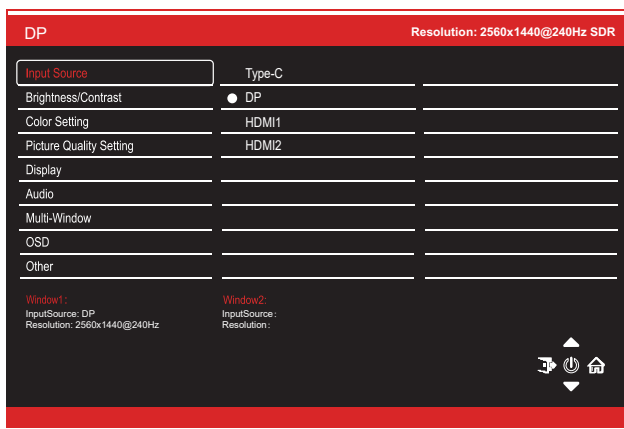 DP Resolution: 2560x1440@240Hz SDR
Input Source Type-C
Brightness/Contrast DP
Color Setting HDMI1
Picture Quality Setting HDMI2
Display
Audio
Multi-Window
OSD
Other
Window1: Window2:
InputSource: DP InputSource:
Resolution: 2560x1440@240Hz Resolution: